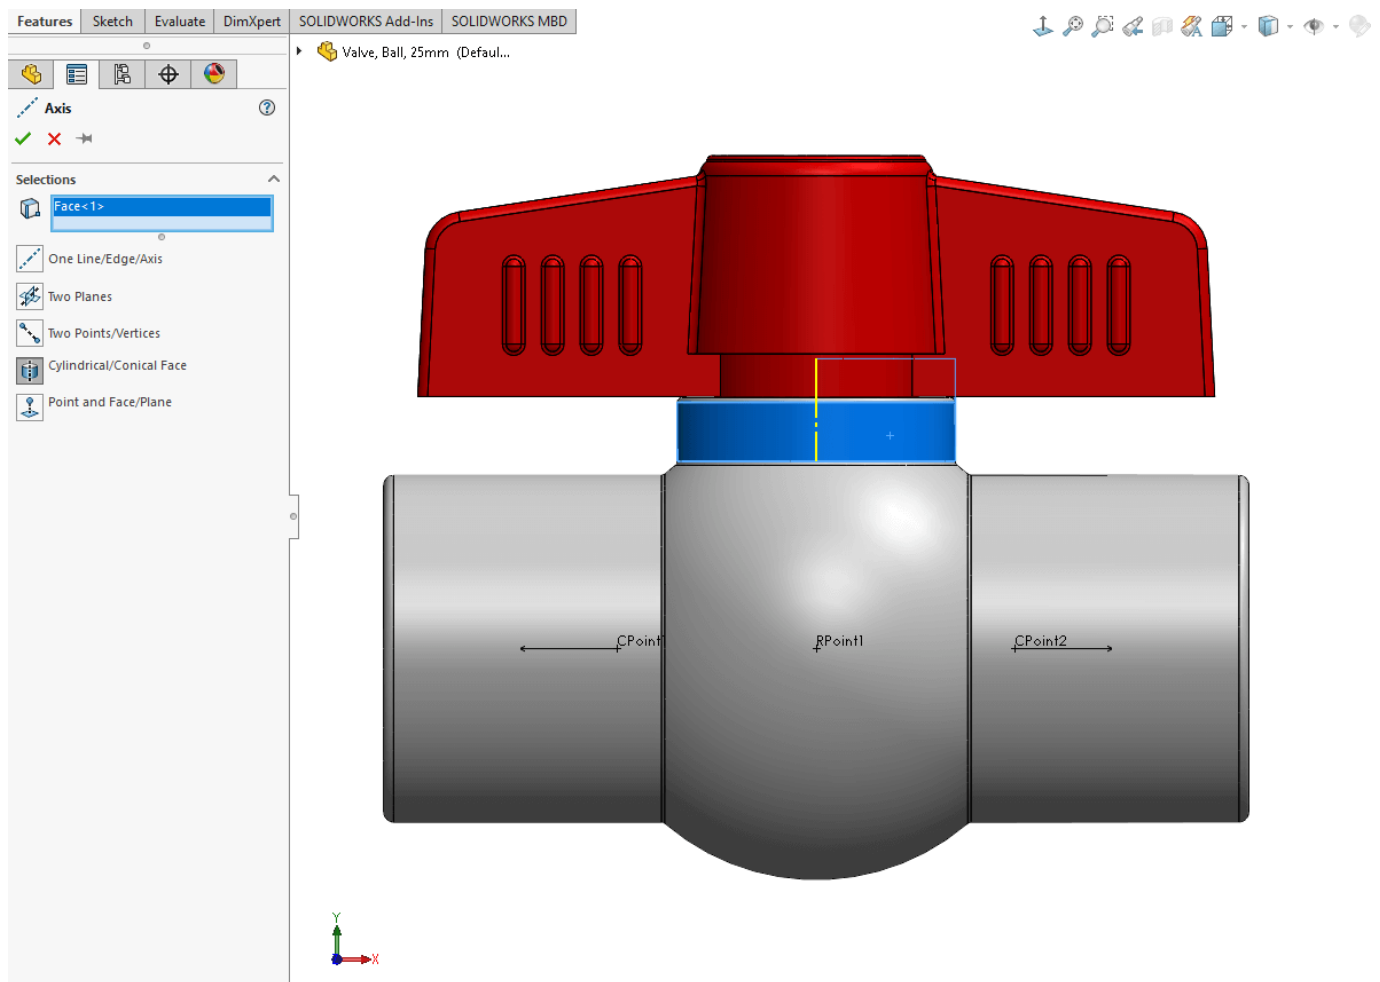 Features Sketch Evaluate DimXpert SOLIDWORKS Add-Ins SOLIDWORKS MBD
Valve, Ball, 25mm (Defaul...
Axis
?
Selections
Face<1>
One Line/Edge/Axis
Two Planes
Two Points/Vertices
Cylindrical/Conical Face
Point and Face/Plane
CPoint RPoint1 CPoint2
Y
X